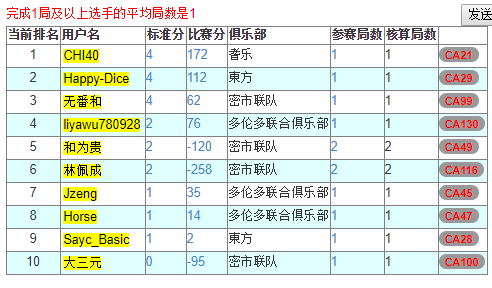 完成1局及以上选手的平均局数是1
发送
当前排名 用户名 标准分 比赛分 俱乐部 参赛局数 核算局数
1 CHI40 4 172 耆乐 1 1 CA21
2 Happy-Dice 4 112 東方 1 1 CA29
3 无番和 4 62 密市联队 1 1 CA99
4 liyawu780928 2 76 多伦多联合俱乐部 1 1 CA130
5 和为贵 2 -120 密市联队 2 2 CA49
6 林佩成 2 -258 密市联队 2 2 CA116
7 Jzeng 1 35 多伦多联合俱乐部 1 1 CA45
8 Horse 1 14 多伦多联合俱乐部 1 1 CA47
9 Sayc_Basic 1 2 東方 1 1 CA28
10 大三元 0 -95 密市联队 1 1 CA100